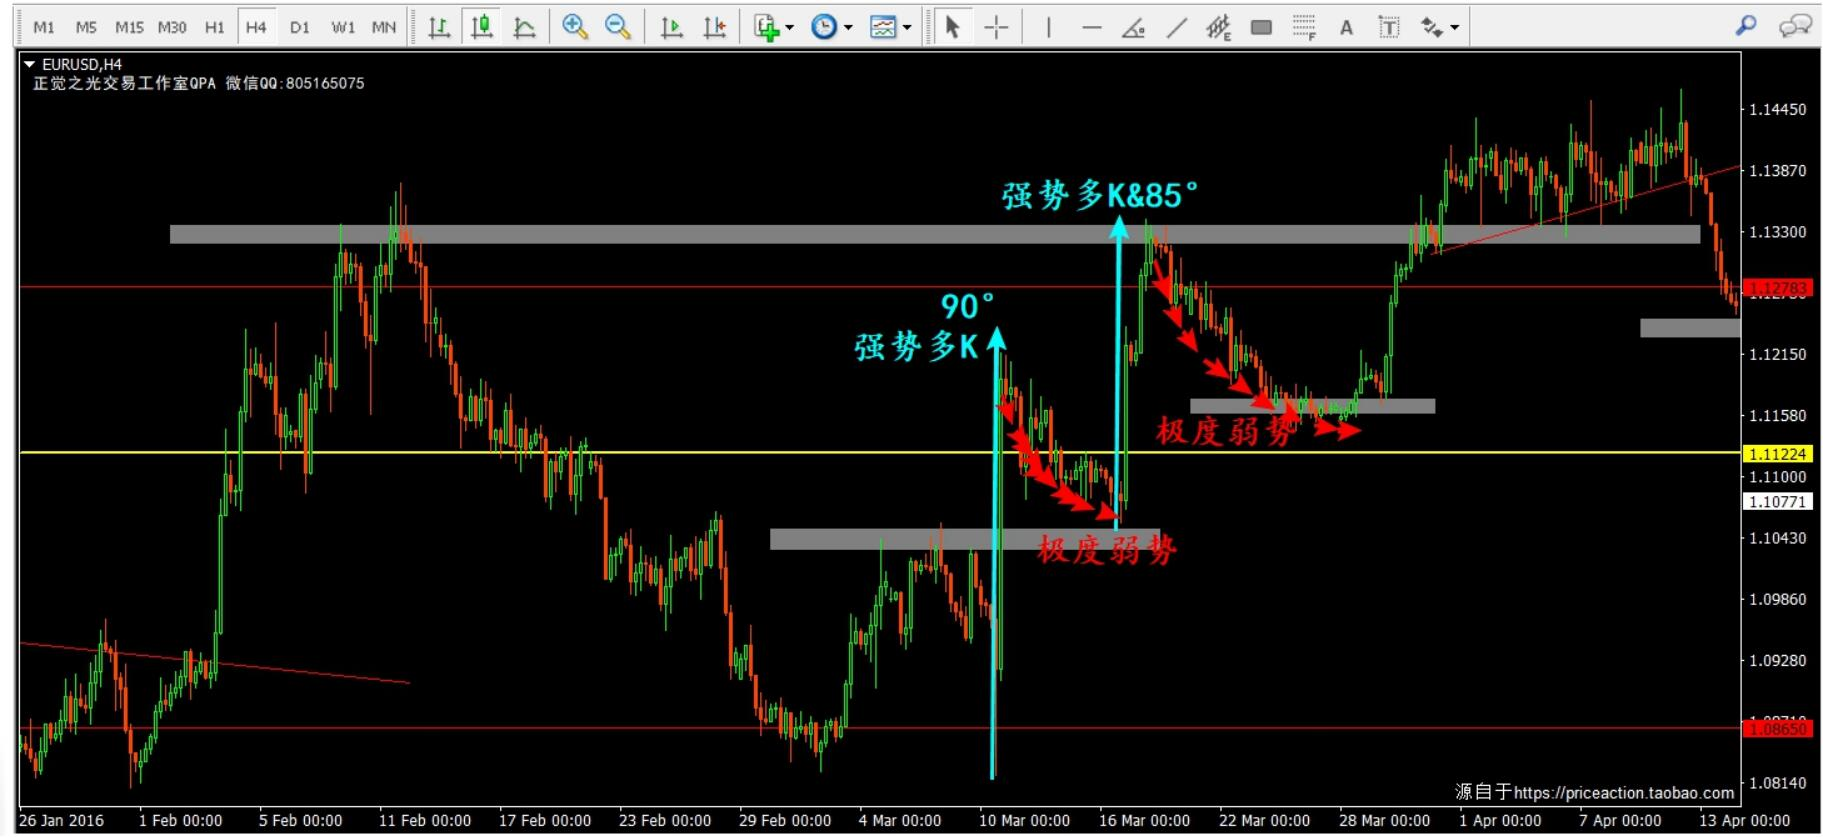 M1 M5 M15 M30 H1 H4 D1 W1 MN
E F A T
EURUSD,H4
正觉之光交易工作室QPA 微信QQ:805165075
1.14450
1.13870
强势多K&85°
1.13300
1.12783
90°
强势多K
1.12150
1.11580
极度弱势
1.11224
1.11000
1.10771
1.10430
极度弱势
1.09860
1.09280
1.08650
1.08140
源自于https://priceaction.taobao.com
26 Jan 2016 1 Feb 00:00 5 Feb 00:00 11 Feb 00:00 17 Feb 00:00 23 Feb 00:00 29 Feb 00:00 4 Mar 00:00 10 Mar 00:00 16 Mar 00:00 22 Mar 00:00 28 Mar 00:00 1 Apr 00:00 7 Apr 00:00 13 Apr 00:00